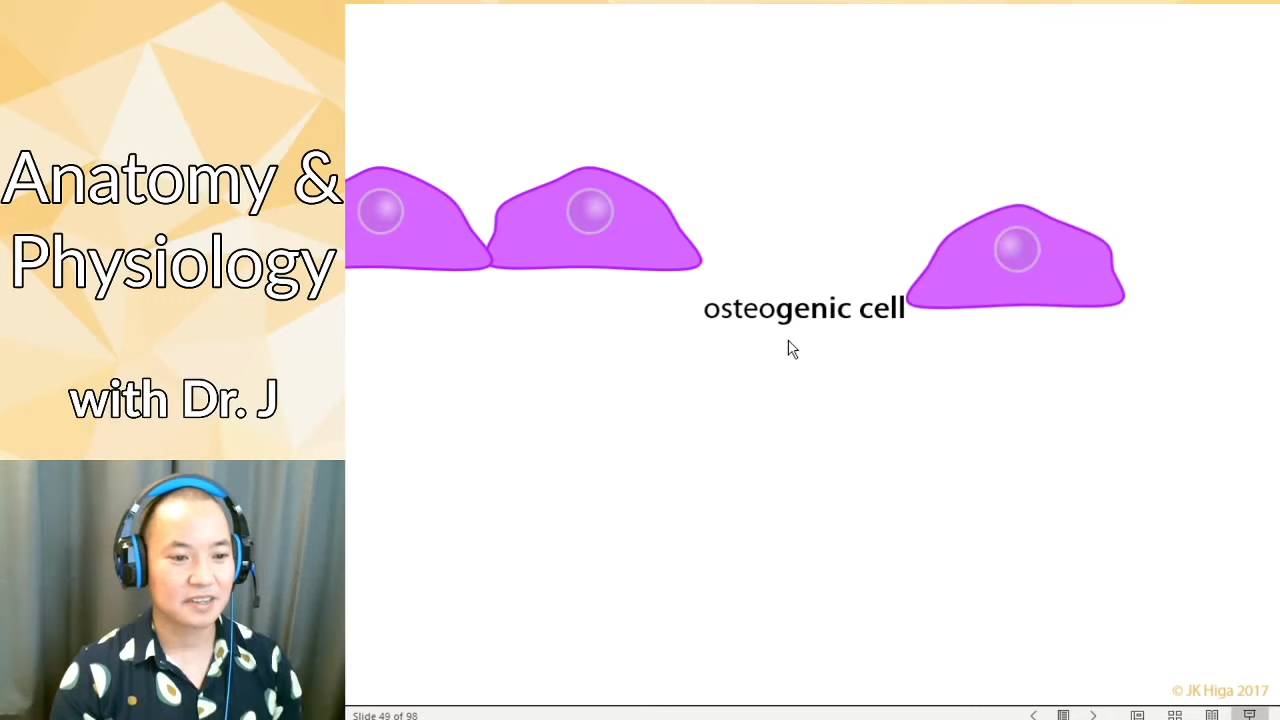 Anatomy &
Physiology
with Dr. J
osteogenic cell
© JK Higa 2017
Slide 49 of 98